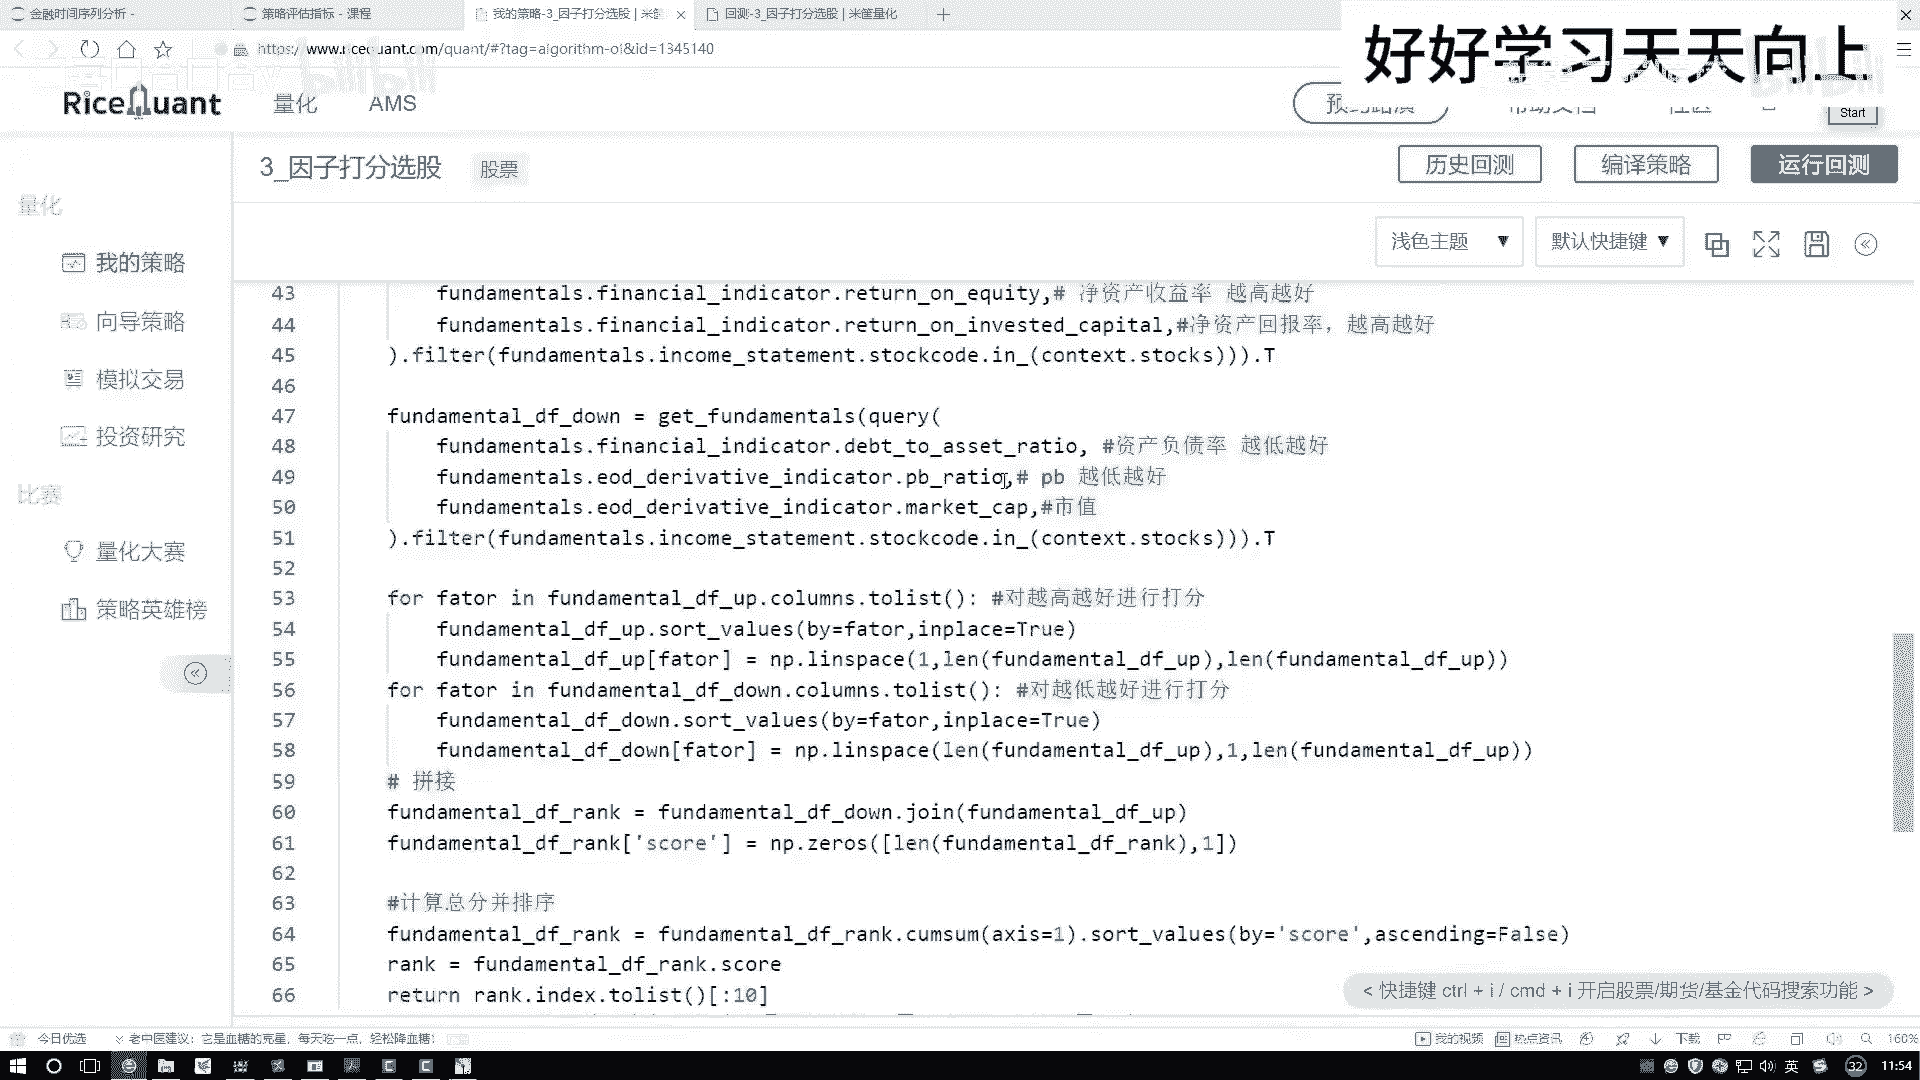 金融时间序列分析 -
策略评估指标 - 课程
我的策略-3_因子打分选股 | 米筐
回测-3_因子打分选股 | 米筐量化
https://www.ricequant.com/quant/#?tag=algorithm-ol&id=1345140
好好学习天天向上
RiceQuant
量化
AMS
Start
3_因子打分选股
股票
历史回测
编译策略
运行回测
浅色主题
默认快捷键
量化
我的策略
向导策略
模拟交易
投资研究
比赛
量化大赛
策略英雄榜
43 fundamentals.financial_indicator.return_on_equity,# 净资产收益率 越高越好
44 fundamentals.financial_indicator.return_on_invested_capital,#净资产回报率，越高越好
45 ).filter(fundamentals.income_statement.stockcode.in_(context.stocks))).T
46
47 fundamental_df_down = get_fundamentals(query(
48 fundamentals.financial_indicator.debt_to_asset_ratio, #资产负债率 越低越好
49 fundamentals.eod_derivative_indicator.pb_ratio,# pb 越低越好
50 fundamentals.eod_derivative_indicator.market_cap,#市值
51 ).filter(fundamentals.income_statement.stockcode.in_(context.stocks))).T
52
53 for fator in fundamental_df_up.columns.tolist(): #对越高越好进行打分
54 fundamental_df_up.sort_values(by=fator,inplace=True)
55 fundamental_df_up[fator] = np.linspace(1,len(fundamental_df_up),len(fundamental_df_up))
56 for fator in fundamental_df_down.columns.tolist(): #对越低越好进行打分
57 fundamental_df_down.sort_values(by=fator,inplace=True)
58 fundamental_df_down[fator] = np.linspace(len(fundamental_df_up),1,len(fundamental_df_up))
59 # 拼接
60 fundamental_df_rank = fundamental_df_down.join(fundamental_df_up)
61 fundamental_df_rank['score'] = np.zeros([len(fundamental_df_rank),1])
62
63 #计算总分并排序
64 fundamental_df_rank = fundamental_df_rank.cumsum(axis=1).sort_values(by='score',ascending=False)
65 rank = fundamental_df_rank.score
66 return rank.index.tolist()[:10]
< 快捷键 ctrl + i / cmd + i 开启股票/期货/基金代码搜索功能 >
今日优选
老中医建议：它是血糖的克星，每天吃一点，轻松降血糖！
我的视频
热点资讯
下载
160%
英
32
11:54